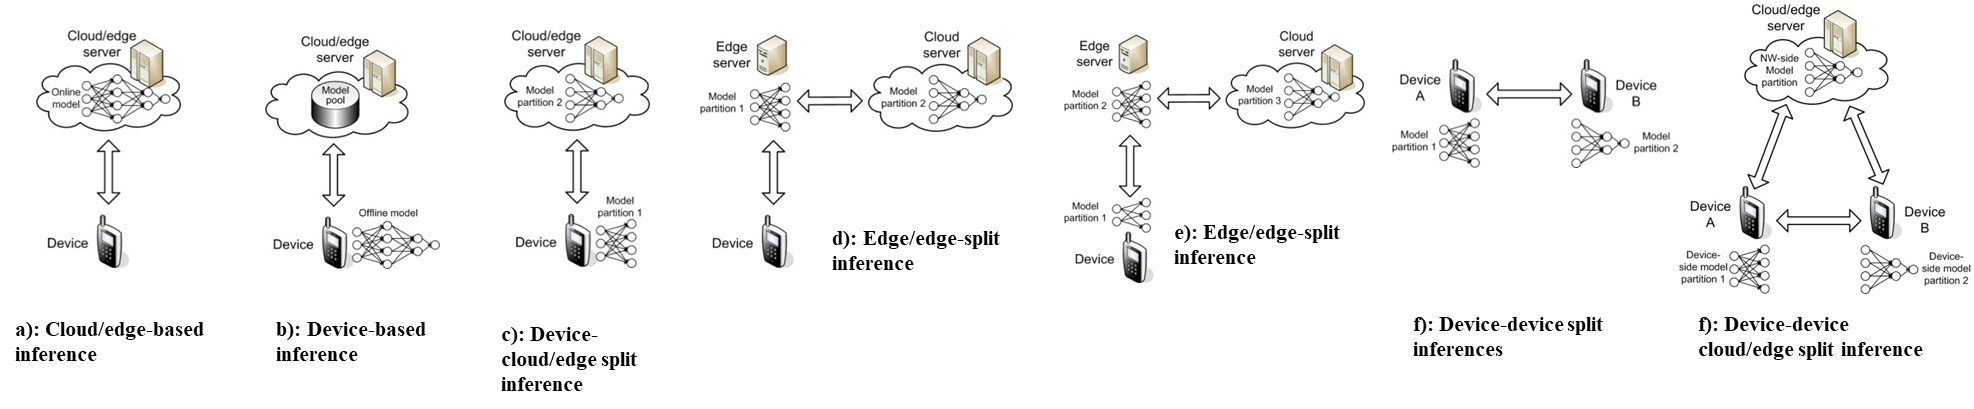 Cloud/edge
server
Online
model
Device
a): Cloud/edge-based
inference
Cloud/edge
server
Model
pool
Offline model
Device
b): Device-based
inference
Cloud/edge
server
Model
partition 2
Model
partition 1
Device
c): Device-
cloud/edge split
inference
Edge
server
Model
partition 1
Cloud
server
Model
partition 2
Device
d): Edge/edge-split
inference
Edge
server
Model
partition 2
Cloud
server
Model
partition 3
Model
partition 1
Device
e): Edge/edge-split
inference
Device
A
Device
B
Model
partition 1
Model
partition 2
f): Device-device split
inferences
Cloud/edge
server
NW-side
Model
partition
Device
A
Device
B
Device-
side model
partition 1
Device-
side model
partition 2
f): Device-device
cloud/edge split inference